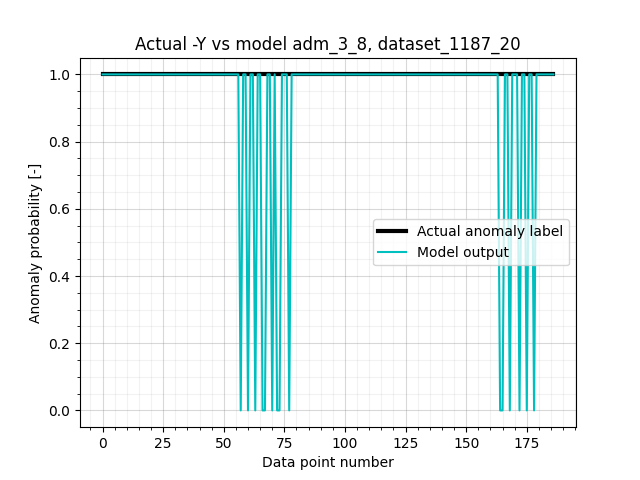 Actual -Y vs model adm_3_8, dataset_1187_20
Anomaly probability [-]
1.0
0.8
0.6
0.4
0.2
0.0
Actual anomaly label
Model output
0 25 50 75 100 125 150 175
Data point number